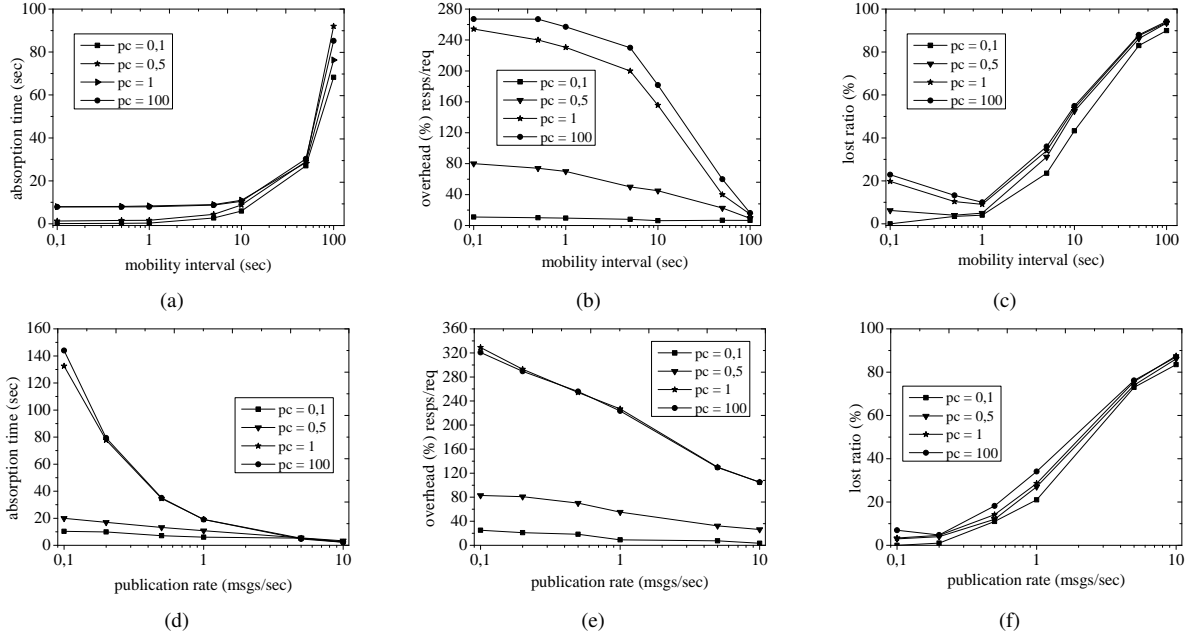 absorption time (sec)
100
80
60
40
20
0
pc = 0,1
pc = 0,5
pc = 1
pc = 100
0,1
1
10
100
mobility interval (sec)
(a)
overhead (%) resps/req
280
240
200
160
120
80
40
0
pc = 0,1
pc = 0,5
pc = 1
pc = 100
0,1
1
10
100
mobility interval (sec)
(b)
lost ratio (%)
100
80
60
40
20
0
pc = 0,1
pc = 0,5
pc = 1
pc = 100
0,1
1
10
100
mobility interval (sec)
(c)
absorption time (sec)
160
140
120
100
80
60
40
20
0
pc = 0,1
pc = 0,5
pc = 1
pc = 100
0,1
1
10
publication rate (msgs/sec)
(d)
overhead (%) resps/req
360
320
280
240
200
160
120
80
40
0
pc = 0,1
pc = 0,5
pc = 1
pc = 100
0,1
1
10
publication rate (msgs/sec)
(e)
lost ratio (%)
100
80
60
40
20
0
pc = 0,1
pc = 0,5
pc = 1
pc = 100
0,1
1
10
publication rate (msgs/sec)
(f)